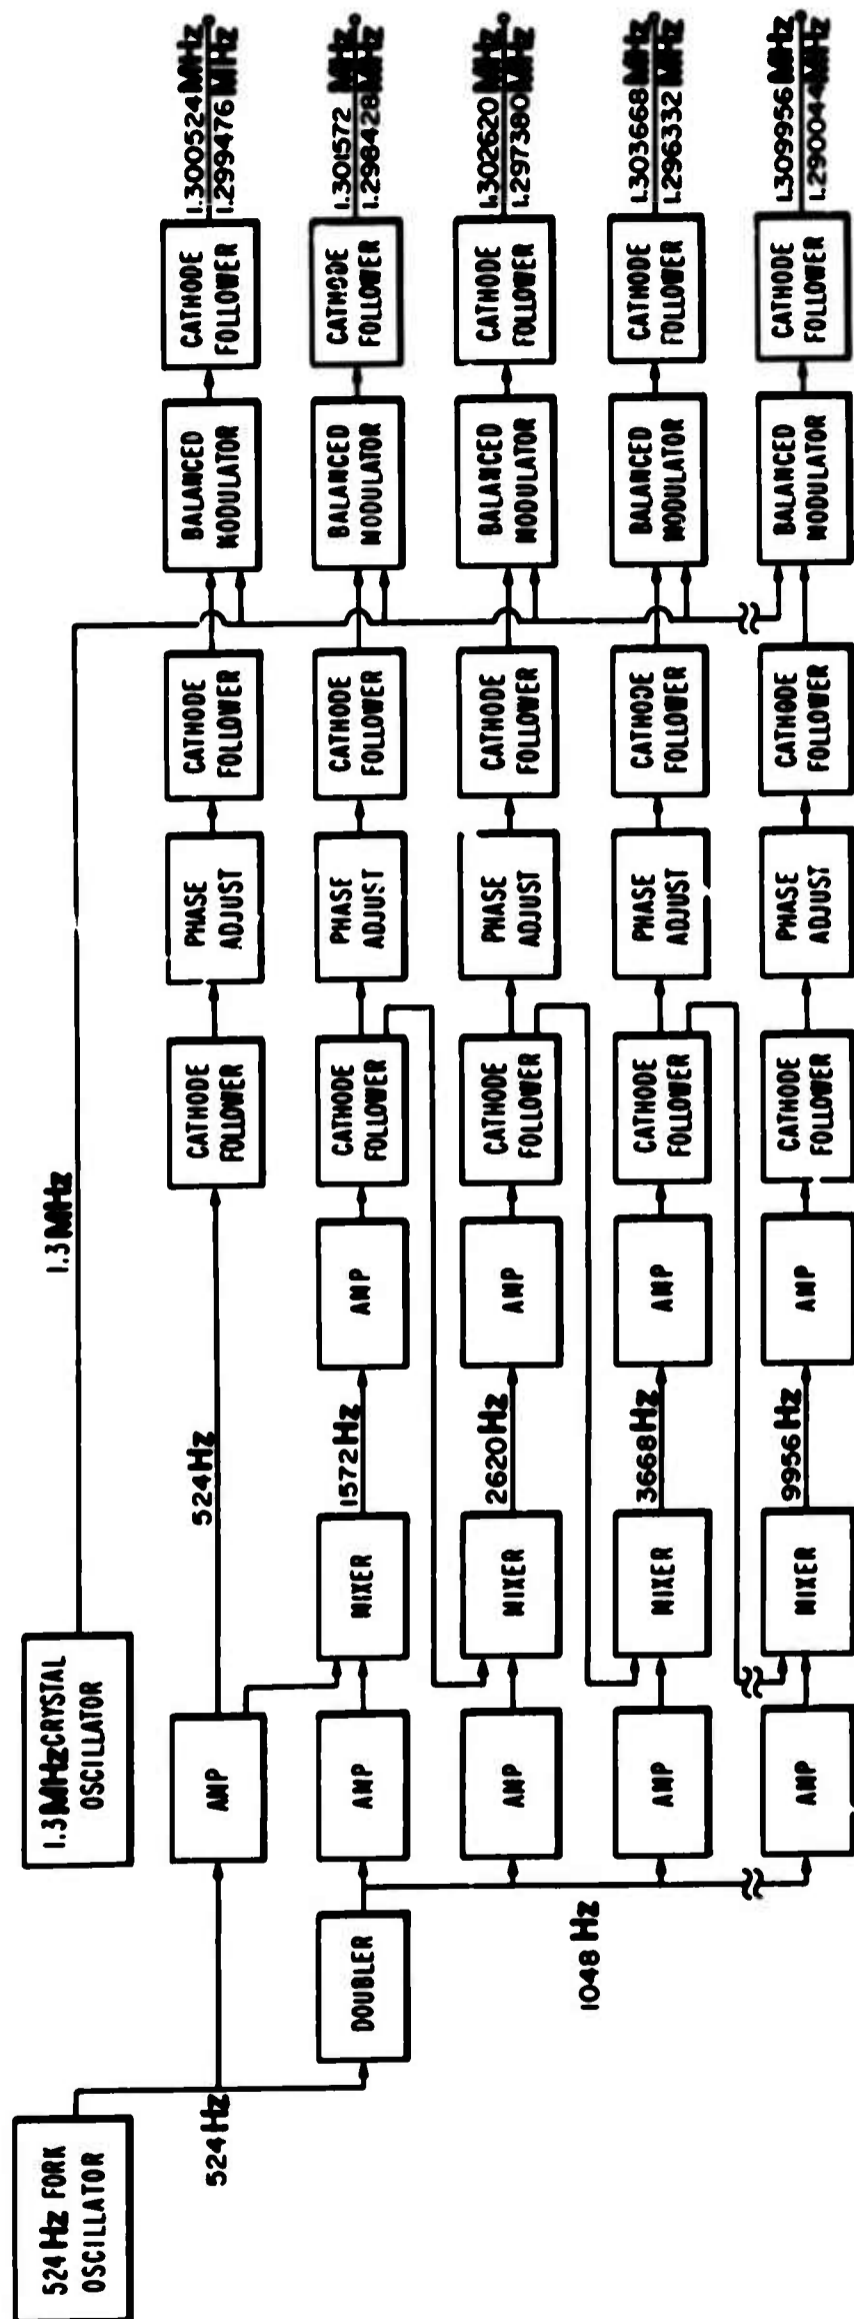 524 Hz FORK
OSCILLATOR
524 Hz
1.3 MHz CRYSTAL
OSCILLATOR
1.3 MHz
AMP
524 Hz
CATHODE
FOLLOWER
PHASE
ADJUST
CATHODE
FOLLOWER
BALANCED
MODULATOR
CATHODE
FOLLOWER
1.300524 MHz
1.299476 MHz
DOUBLER
1048 Hz
AMP
MIXER
1572 Hz
AMP
CATHODE
FOLLOWER
PHASE
ADJUST
CATHODE
FOLLOWER
BALANCED
MODULATOR
CATHODE
FOLLOWER
1.301572 MHz
1.298428 MHz
AMP
MIXER
2620 Hz
AMP
CATHODE
FOLLOWER
PHASE
ADJUST
CATHODE
FOLLOWER
BALANCED
MODULATOR
CATHODE
FOLLOWER
1.302620 MHz
1.297380 MHz
AMP
MIXER
3668 Hz
AMP
CATHODE
FOLLOWER
PHASE
ADJUST
CATHODE
FOLLOWER
BALANCED
MODULATOR
CATHODE
FOLLOWER
1.303668 MHz
1.296332 MHz
AMP
MIXER
9956 Hz
AMP
CATHODE
FOLLOWER
PHASE
ADJUST
CATHODE
FOLLOWER
BALANCED
MODULATOR
CATHODE
FOLLOWER
1.309956 MHz
1.290044 MHz